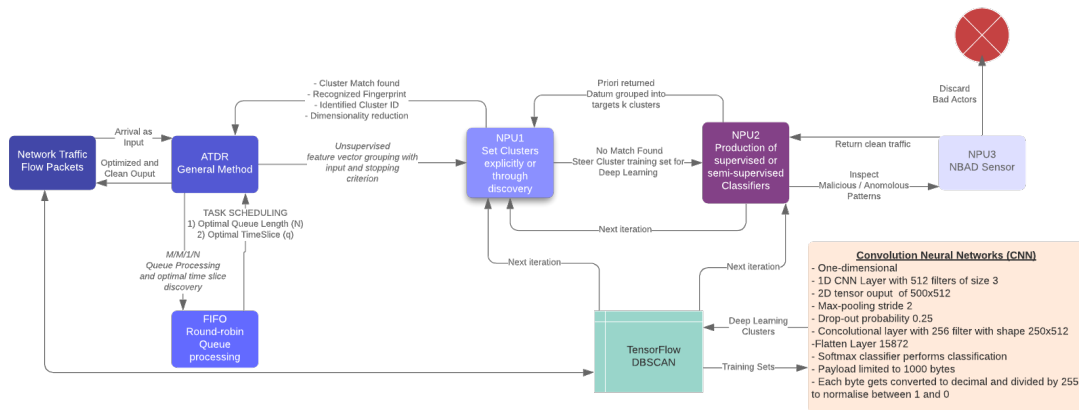 Network Traffic
Flow Packets
Arrival as
Input
Optimized and
Clean Ouput
ATDR
General Method
- Cluster Match found
- Recognized Fingerprint
- Identified Cluster ID
- Dimensionality reduction
Unsupervised
feature vector grouping with
input and stopping
criterion
TASK SCHEDULING
1) Optimal Queue Length (N)
2) Optimal TimeSlice (q)
M/M/1/N
Queue Processing
and optimal time slice
discovery
FIFO
Round-robin
Queue
processing
NPU1
Set Clusters
explicitly or
through
discovery
Priori returned
Datum grouped into
targets k clusters
No Match Found
Steer Cluster training set for
Deep Learning
Next iteration
Next iteration
Next iteration
NPU2
Production of
supervised or
semi-supervised
Classifiers
Return clean traffic
Inspect
Malicious / Anomolous
Patterns
Discard
Bad Actors
NPU3
NBAD Sensor
TensorFlow
DBSCAN
Deep Learning
Clusters
Training Sets
Convolution Neural Networks (CNN)
- One-dimensional
- 1D CNN Layer with 512 filters of size 3
- 2D tensor ouput  of 500x512
- Max-pooling stride 2
- Drop-out probability 0.25
- Concolutional layer with 256 filter with shape 250x512
-Flatten Layer 15872
- Softmax classifier performs classification
- Payload limited to 1000 bytes
- Each byte gets converted to decimal and divided by 255
to normalise between 1 and 0